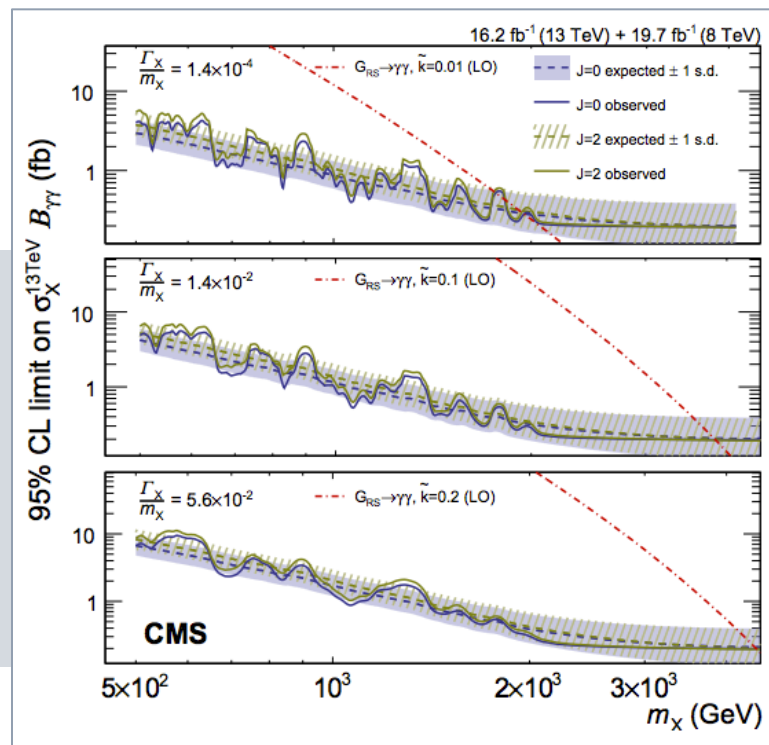 16.2 fb⁻¹ (13 TeV) + 19.7 fb⁻¹ (8 TeV)
Γ_X/m_X = 1.4×10⁻⁴
G_RS→γγ, k̃=0.01 (LO)
J=0 expected ± 1 s.d.
J=0 observed
J=2 expected ± 1 s.d.
J=2 observed
10
1
Γ_X/m_X = 1.4×10⁻²
G_RS→γγ, k̃=0.1 (LO)
10
1
Γ_X/m_X = 5.6×10⁻²
G_RS→γγ, k̃=0.2 (LO)
10
1
CMS
95% CL limit on σ_X^13TeV B_γγ (fb)
5×10² 10³ 2×10³ 3×10³
m_X (GeV)